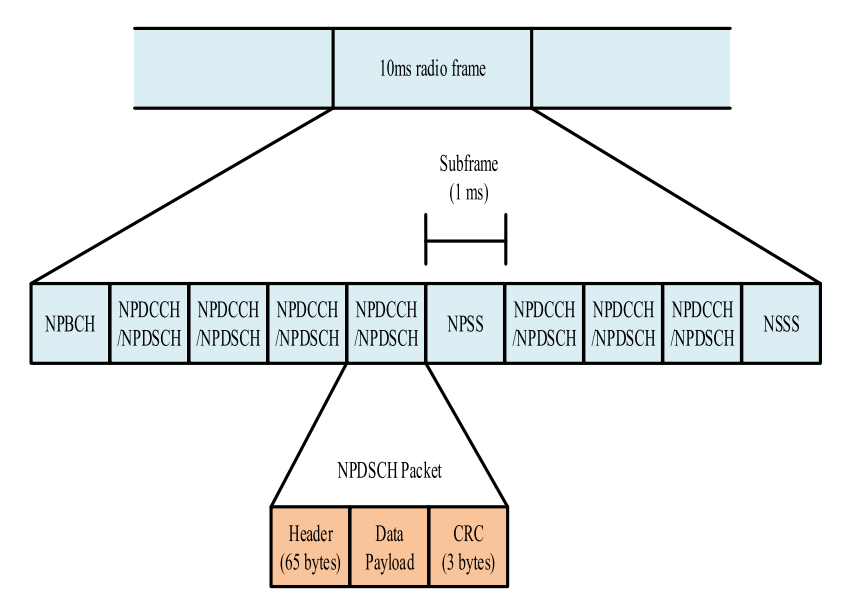 10ms radio frame
Subframe
(1 ms)
NPBCH
NPDCCH
/NPDSCH
NPDCCH
/NPDSCH
NPDCCH
/NPDSCH
NPDCCH
/NPDSCH
NPSS
NPDCCH
/NPDSCH
NPDCCH
/NPDSCH
NPDCCH
/NPDSCH
NSSS
NPDSCH Packet
Header
(65 bytes)
Data
Payload
CRC
(3 bytes)